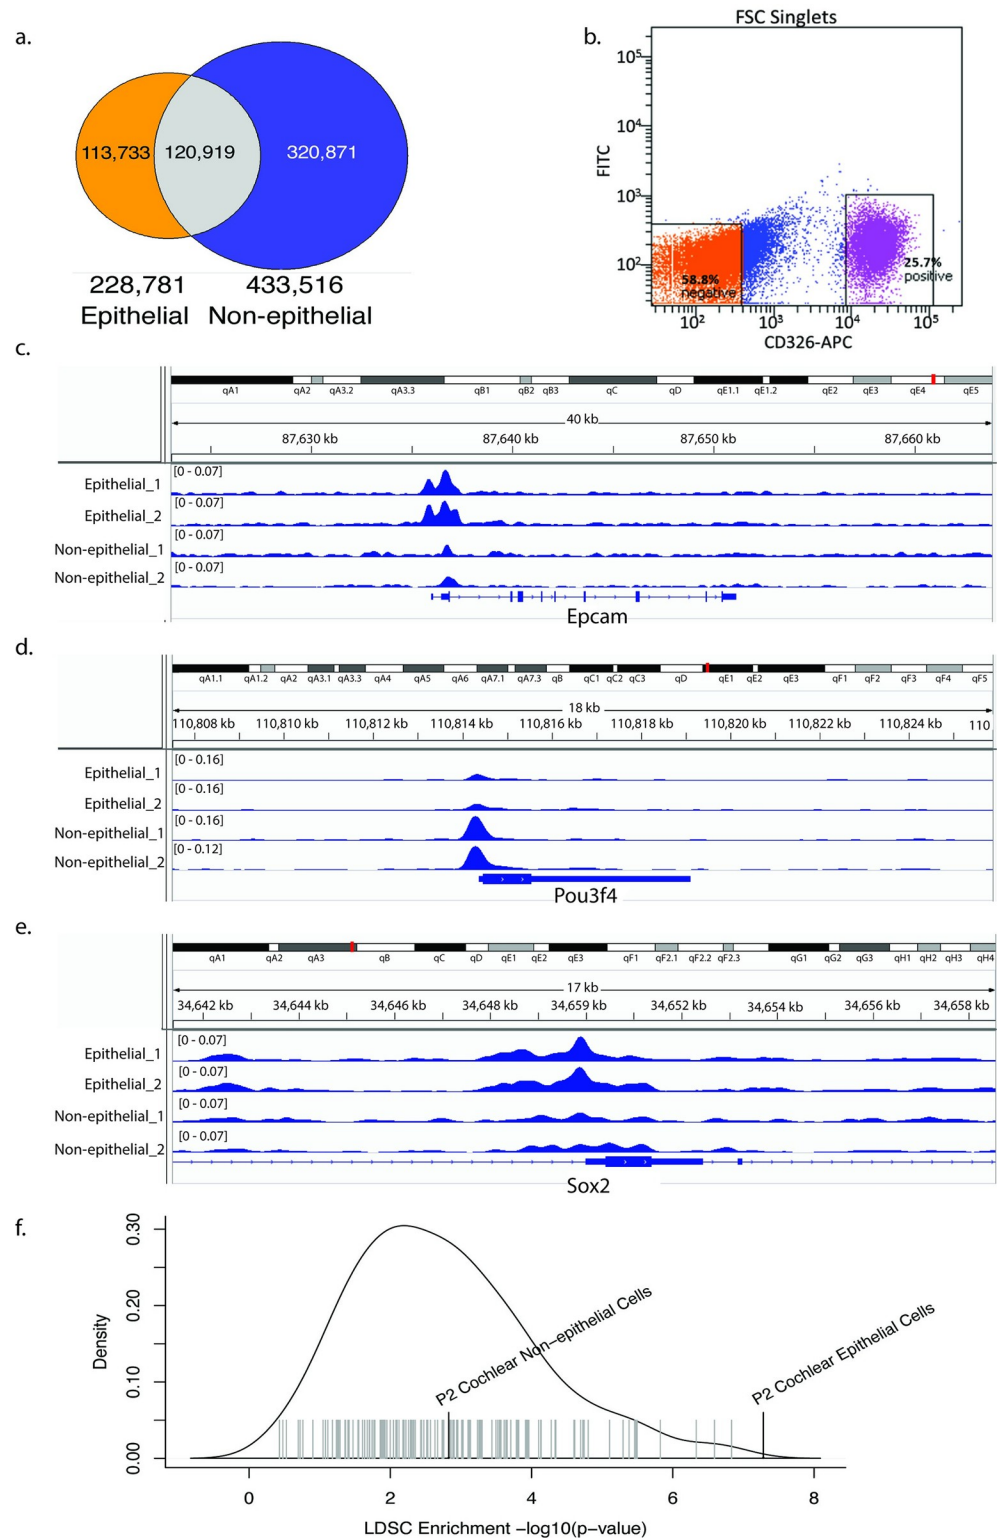 a.
113,733 120,919 320,871
228,781 433,516
Epithelial Non-epithelial
b.
FSC Singlets
FITC
10^5
10^4
10^3
10^2
58.8%
negative
25.7%
positive
10^2 10^3 10^4 10^5
CD326-APC
c.
qA1 qA2 qA3.2 qA3.3 qB1 qB2 qB3 qC qD qE1.1 qE1.2 qE2 qE3 qE4 qE5
40 kb
87,630 kb 87,640 kb 87,650 kb 87,660 kb
[0 - 0.07]
Epithelial_1
[0 - 0.07]
Epithelial_2
[0 - 0.07]
Non-epithelial_1
[0 - 0.07]
Non-epithelial_2
Epcam
d.
qA1.1 qA1.2 qA2 qA3.1 qA3.3 qA4 qA5 qA6 qA7.1 qA7.3 qB qC1 qC2 qC3 qD qE1 qE2 qE3 qF1 qF2 qF3 qF4 qF5
18 kb
110,808 kb 110,810 kb 110,812 kb 110,814 kb 110,816 kb 110,818 kb 110,820 kb 110,822 kb 110,824 kb 110
[0 - 0.16]
Epithelial_1
[0 - 0.16]
Epithelial_2
[0 - 0.16]
Non-epithelial_1
[0 - 0.12]
Non-epithelial_2
Pou3f4
e.
qA1 qA2 qA3 qB qC qD qE1 qE2 qE3 qF1 qF2.1 qF2.2 qF2.3 qG1 qG2 qG3 qH1 qH2 qH3 qH4
17 kb
34,642 kb 34,644 kb 34,646 kb 34,648 kb 34,659 kb 34,652 kb 34,654 kb 34,656 kb 34,658 kb
[0 - 0.07]
Epithelial_1
[0 - 0.07]
Epithelial_2
[0 - 0.07]
Non-epithelial_1
[0 - 0.07]
Non-epithelial_2
Sox2
f.
Density
0.30
0.20
0.10
0.00
P2 Cochlear Non−epithelial Cells
P2 Cochlear Epithelial Cells
0 2 4 6 8
LDSC Enrichment −log10(p−value)